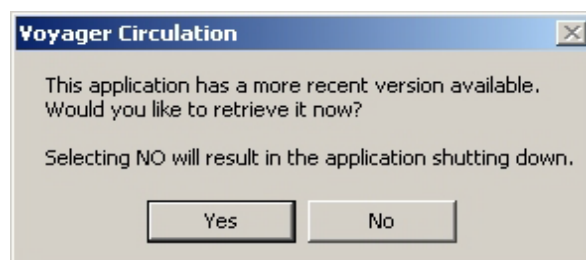 Voyager Circulation
This application has a more recent version available.
Would you like to retrieve it now?
Selecting NO will result in the application shutting down.
Yes
No